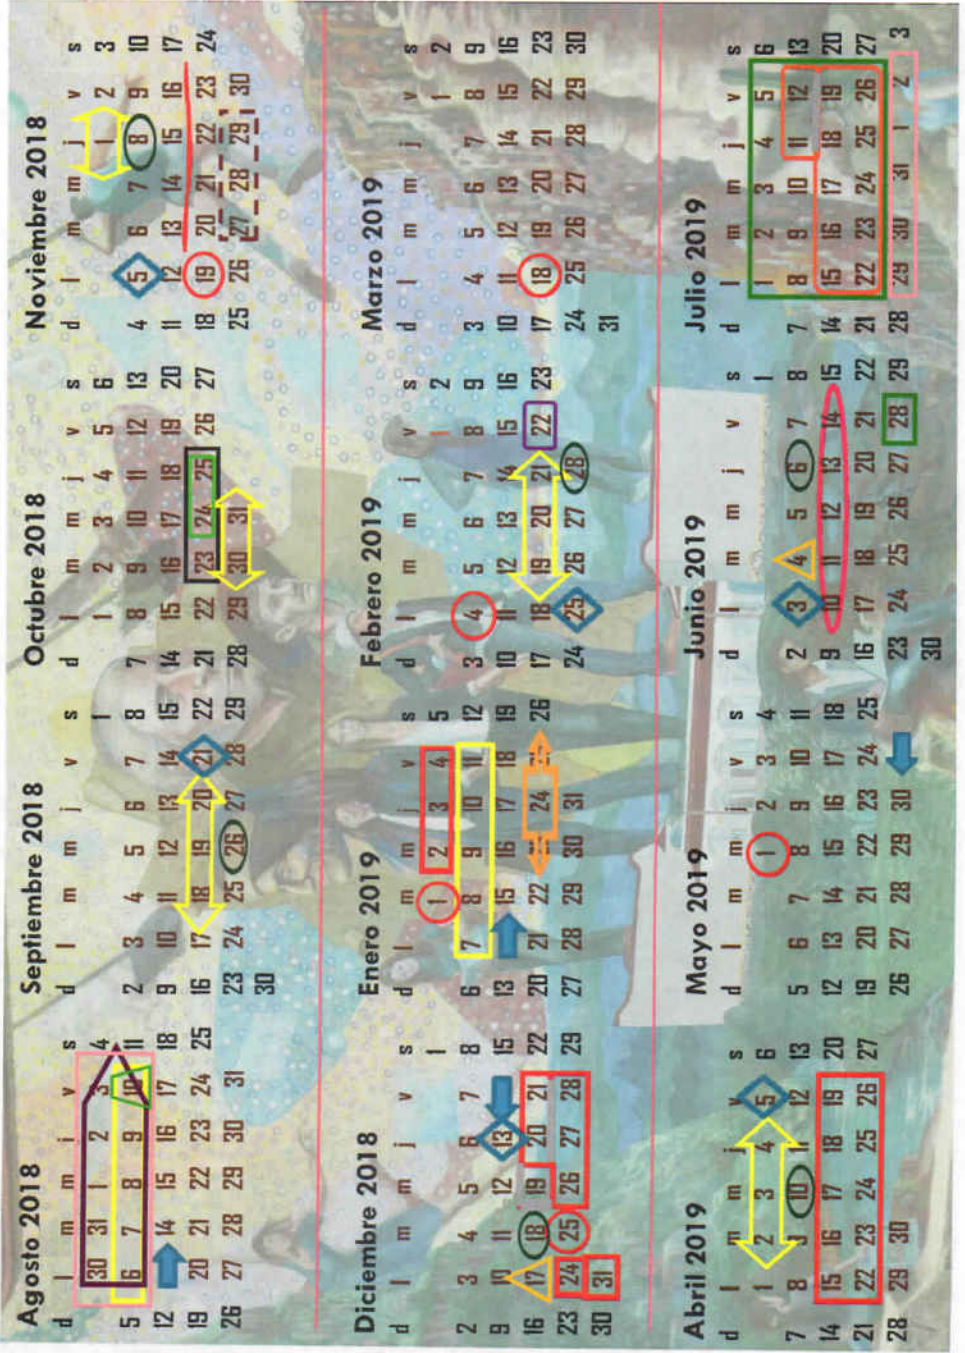 Agosto 2018
d l m m j v s
30 31 1 2 3 4
5 6 7 8 9 10 11
12 14 15 16 17 18
19 20 21 22 23 24 25
26 27 28 29 30 31
Septiembre 2018
d l m m j v s
1
2 3 4 5 6 7 8
9 10 11 12 13 14 15
16 17 18 19 20 21 22
23 24 25 26 27 28 29
30
Octubre 2018
d l m m j v s
1 2 3 4 5 6
7 8 9 10 11 12 13
14 15 16 17 18 19 20
21 22 23 24 25 26 27
28 29 30 31
Noviembre 2018
d l m m j v s
1 2 3
4 5 6 7 8 9 10
11 12 13 14 15 16 17
18 19 20 21 22 23 24
25 26 27 28 29 30
Diciembre 2018
d l m m j v s
1
2 3 4 5 6 7 8
9 10 11 12 13 15
16 17 18 19 20 21 22
23 24 25 26 27 28 29
30 31
Enero 2019
d l m m j v s
1 2 3 4 5
6 7 8 9 10 11 12
13 15 16 17 18 19
20 21 22 24 26
27 28 29 30 31
Febrero 2019
d l m m j v s
1 2
3 4 5 6 7 8 9
10 11 12 13 14 15 16
17 18 19 20 21 22 23
24 25 26 27 28
Marzo 2019
d l m m j v s
1 2
3 4 5 6 7 8 9
10 11 12 13 14 15 16
17 18 19 20 21 22 23
24 25 26 27 28 29 30
31
Abril 2019
d l m m j v s
1 2 3 4 5 6
7 8 10 11 12 13
14 15 16 17 18 19 20
21 22 23 24 25 26 27
28 29 30
Mayo 2019
d l m m j v s
1 2 3 4
5 6 7 8 9 10 11
12 13 14 15 16 17 18
19 20 21 22 23 24 25
26 27 28 29 30
Junio 2019
d l m m j v s
1
2 3 4 5 6 7 8
9 10 11 12 13 14 15
16 17 18 19 20 21 22
23 24 25 26 27 28 29
30
Julio 2019
d l m m j v s
2 3 4 5 6
7 8 9 10 11 12 13
14 15 16 17 18 19 20
21 22 23 24 25 26 27
28 29 30 31 1 2 3